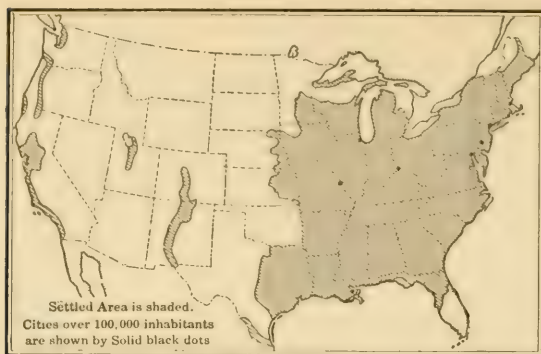 Settled Area is shaded.
Cities over 100,000 inhabitants
are shown by Solid black dots